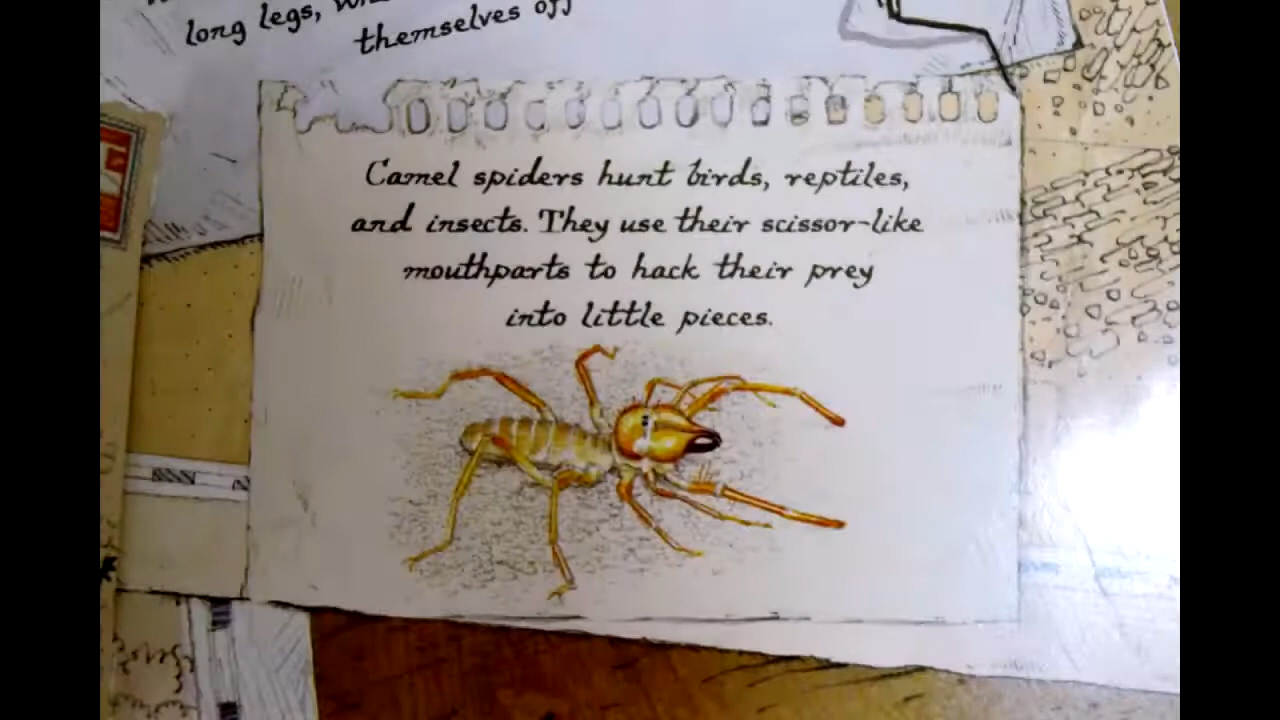 long legs,
themselves off
Camel spiders hunt birds, reptiles,
and insects. They use their scissor-like
mouthparts to hack their prey
into little pieces.